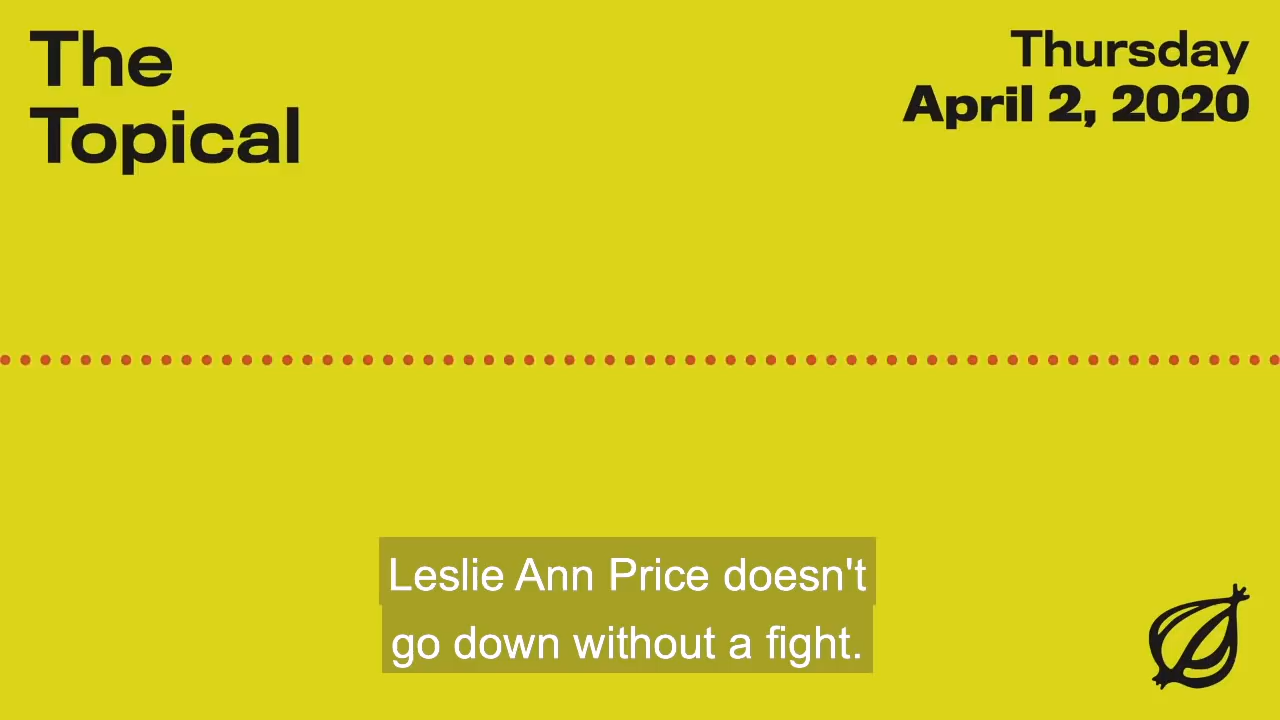 The
Topical
Thursday
April 2, 2020
Leslie Ann Price doesn't
go down without a fight.